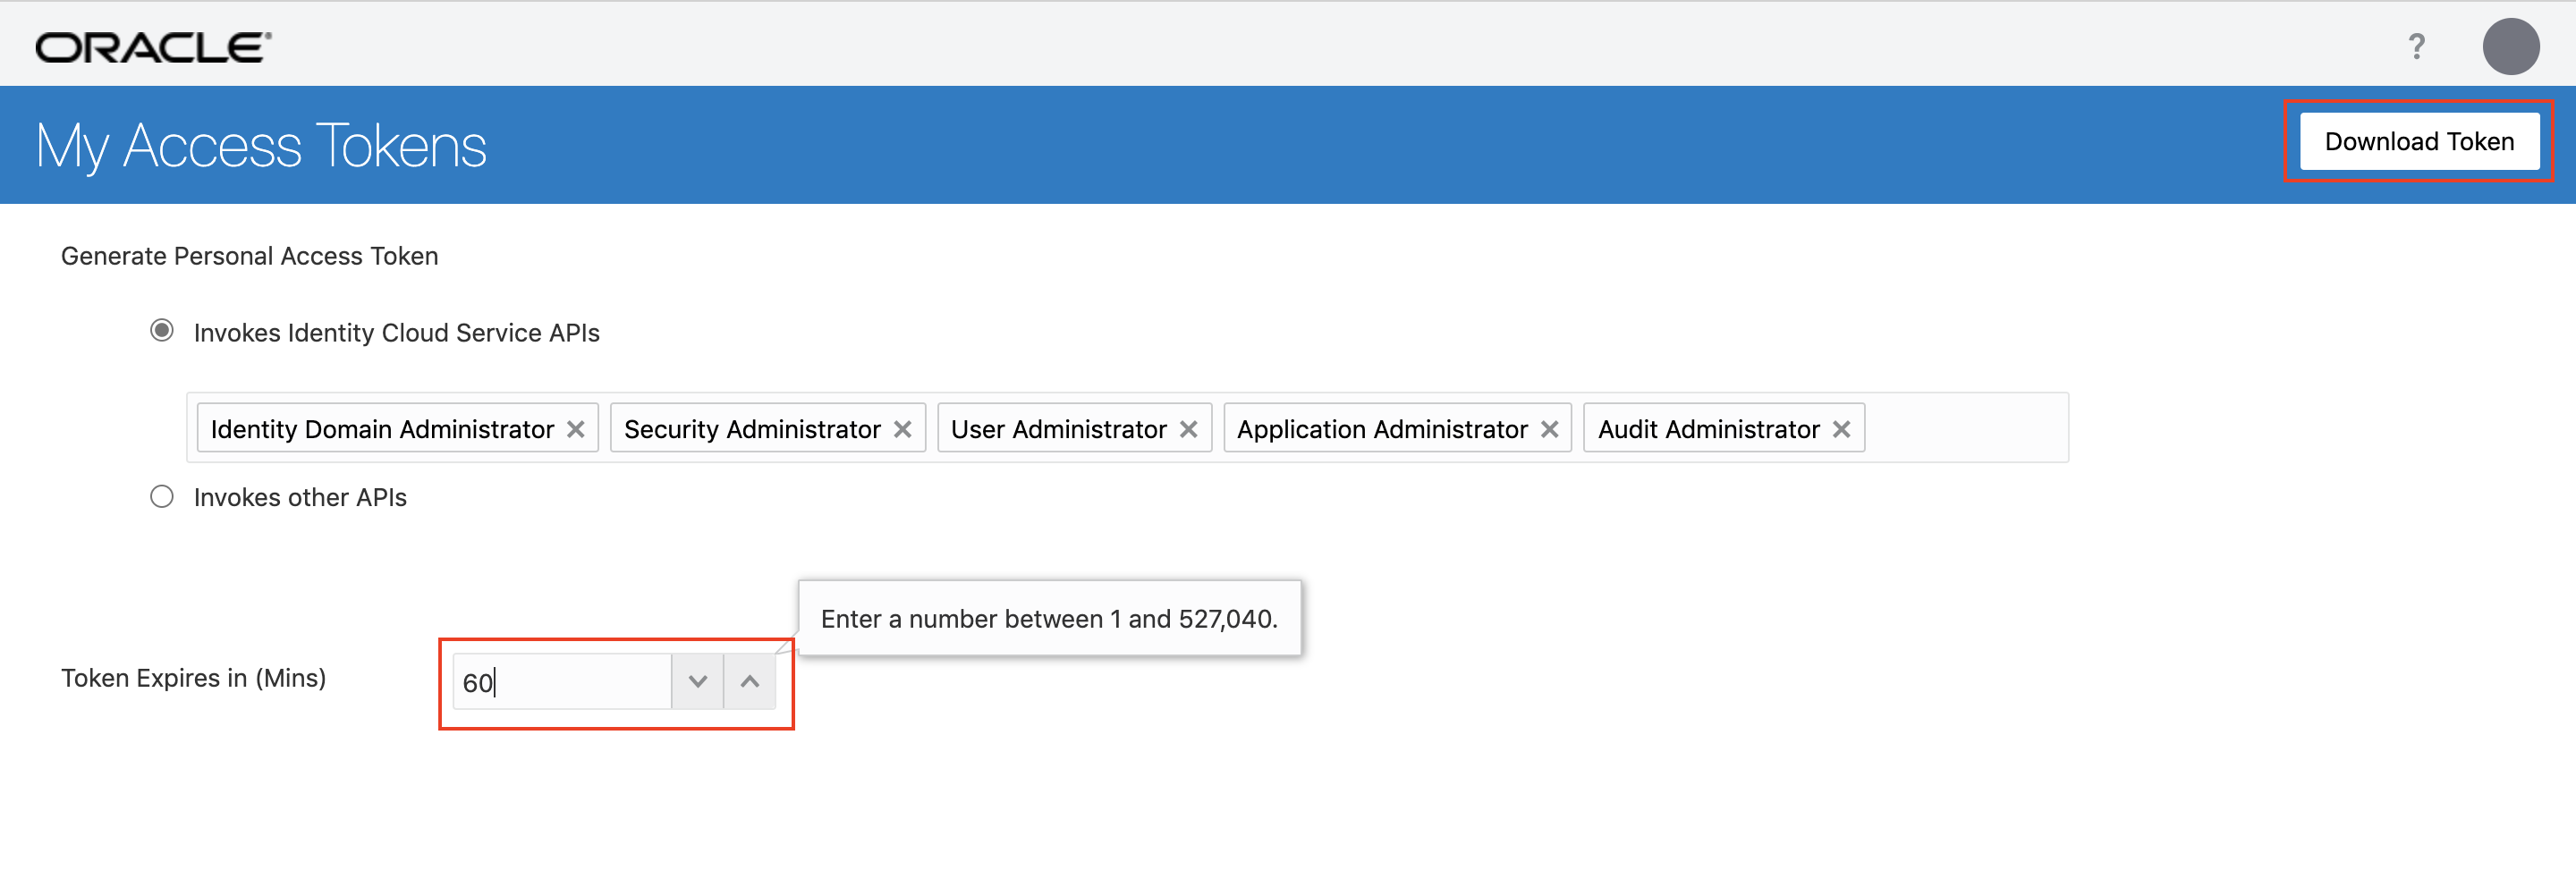 ORACLE®
?
My Access Tokens
Download Token
Generate Personal Access Token
Invokes Identity Cloud Service APIs
Identity Domain Administrator × Security Administrator × User Administrator × Application Administrator × Audit Administrator ×
Invokes other APIs
Enter a number between 1 and 527,040.
Token Expires in (Mins)
60